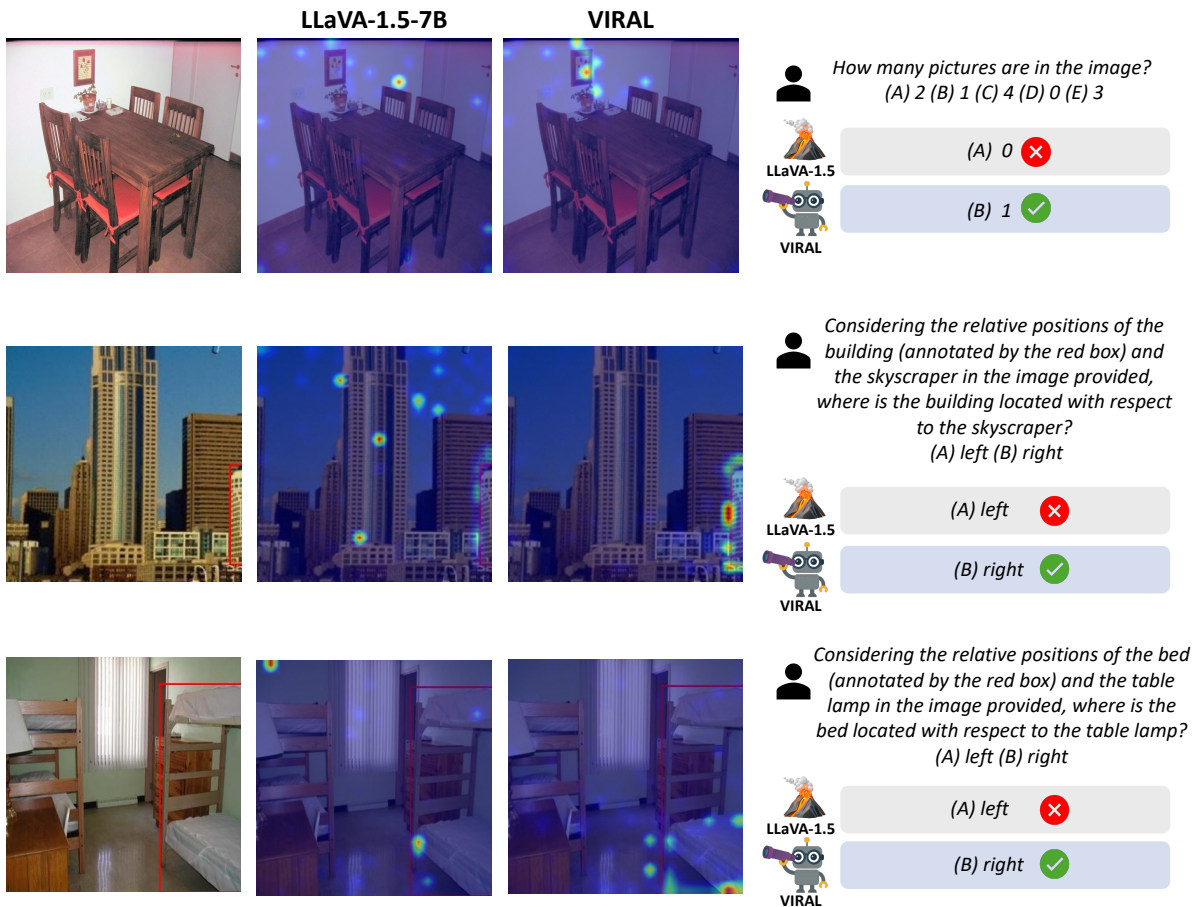 LLaVA-1.5-7B
VIRAL
How many pictures are in the image?
(A) 2 (B) 1 (C) 4 (D) 0 (E) 3
LLaVA-1.5
(A) 0
VIRAL
(B) 1
Considering the relative positions of the
building (annotated by the red box) and
the skyscraper in the image provided,
where is the building located with respect
to the skyscraper?
(A) left (B) right
LLaVA-1.5
(A) left
VIRAL
(B) right
Considering the relative positions of the bed
(annotated by the red box) and the table
lamp in the image provided, where is the
bed located with respect to the table lamp?
(A) left (B) right
LLaVA-1.5
(A) left
VIRAL
(B) right